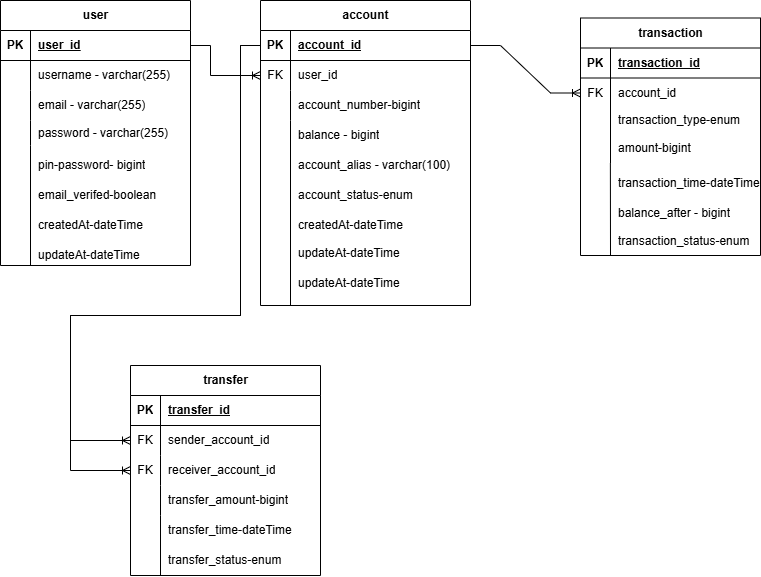 user
PK user_id
username - varchar(255)
email - varchar(255)
password - varchar(255)
pin-password- bigint
email_verifed-boolean
createdAt-dateTime
updateAt-dateTime
account
PK account_id
FK user_id
account_number-bigint
balance - bigint
account_alias - varchar(100)
account_status-enum
createdAt-dateTime
updateAt-dateTime
updateAt-dateTime
transaction
PK transaction_id
FK account_id
transaction_type-enum
amount-bigint
transaction_time-dateTime
balance_after - bigint
transaction_status-enum
transfer
PK transfer_id
FK sender_account_id
FK receiver_account_id
transfer_amount-bigint
transfer_time-dateTime
transfer_status-enum